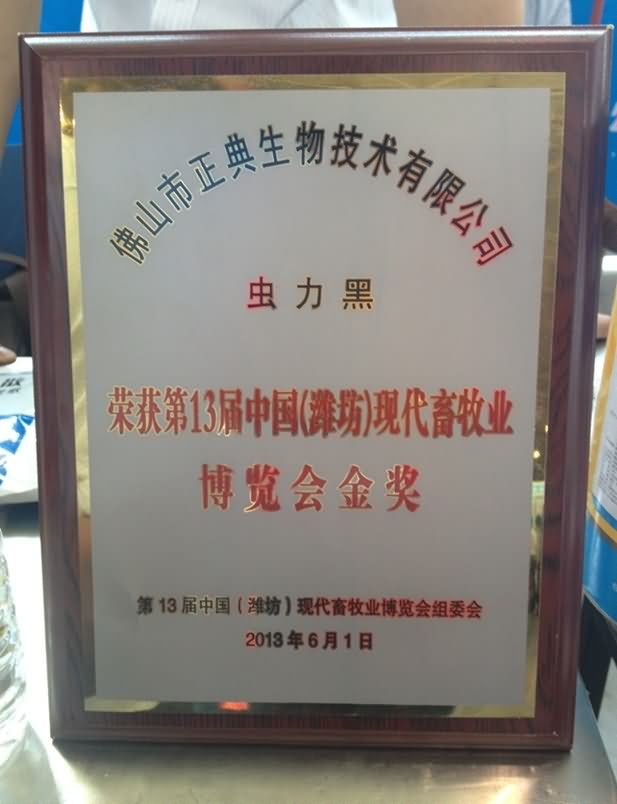 佛山市正典生物技术有限公司
虫力黑
荣获第13届中国(潍坊)现代畜牧业
博览会金奖
第13届中国(潍坊)现代畜牧业博览会组委会
2013年6月1日